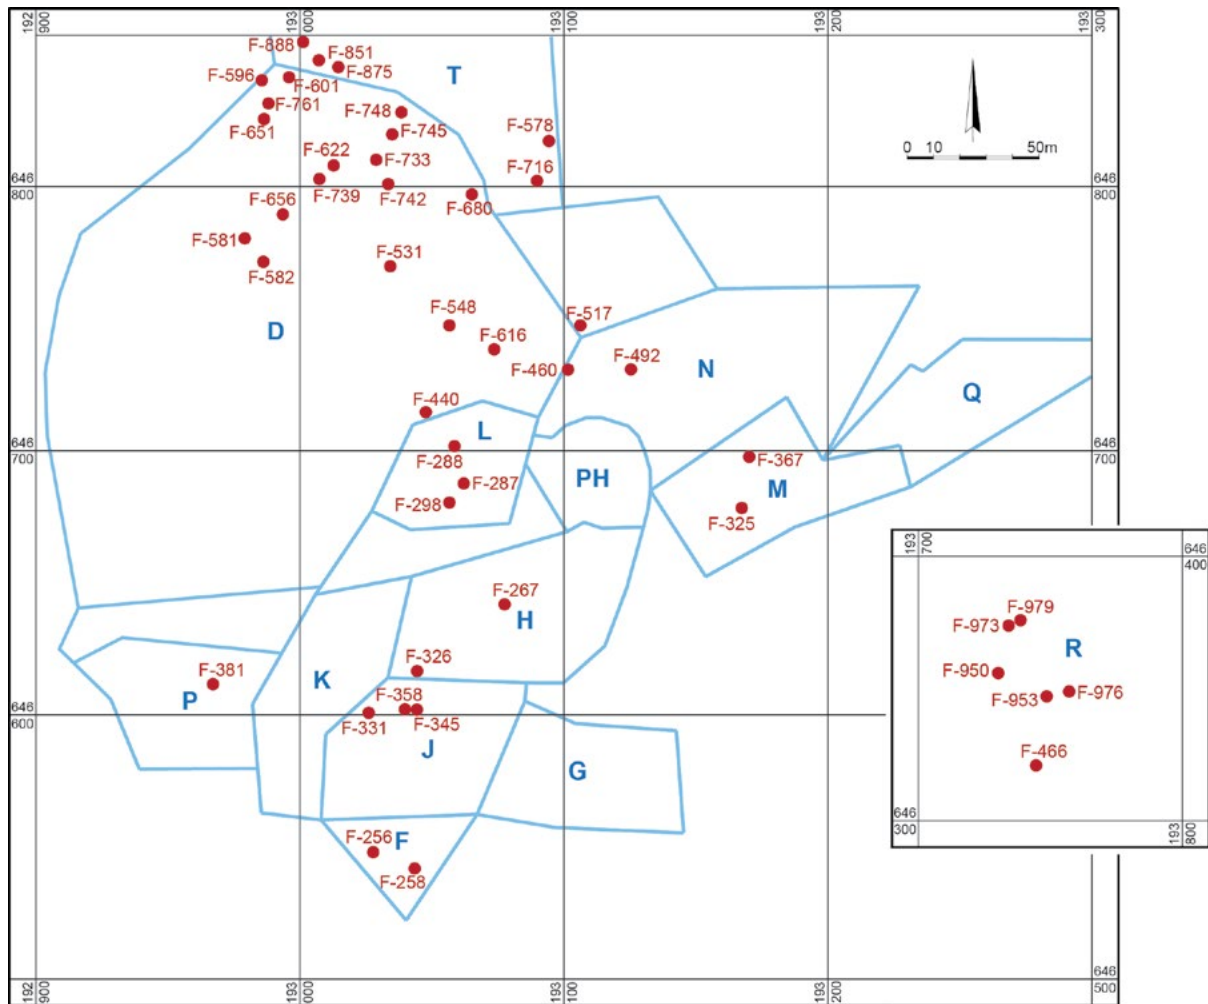 192
900
193
000
193
100
193
200
193
300
F-888
F-851
F-875
F-596
F-601
T
F-761
F-748
F-651
F-745
F-578
F-622
F-733
F-716
0 10 50m
646
800
646
800
F-739
F-742
F-680
F-656
F-581
F-582
F-531
D
F-548
F-517
F-616
F-460
F-492
N
Q
F-440
L
646
700
646
700
F-288
F-287
F-298
PH
F-367
M
F-325
F-267
H
F-326
K
F-381
P
F-358
F-331
F-345
646
600
J
G
F-256
F
F-258
193
700
646
400
F-979
F-973
R
F-950
F-953
F-976
F-466
646
300
193
800
192
900
193
000
193
100
193
200
646
500